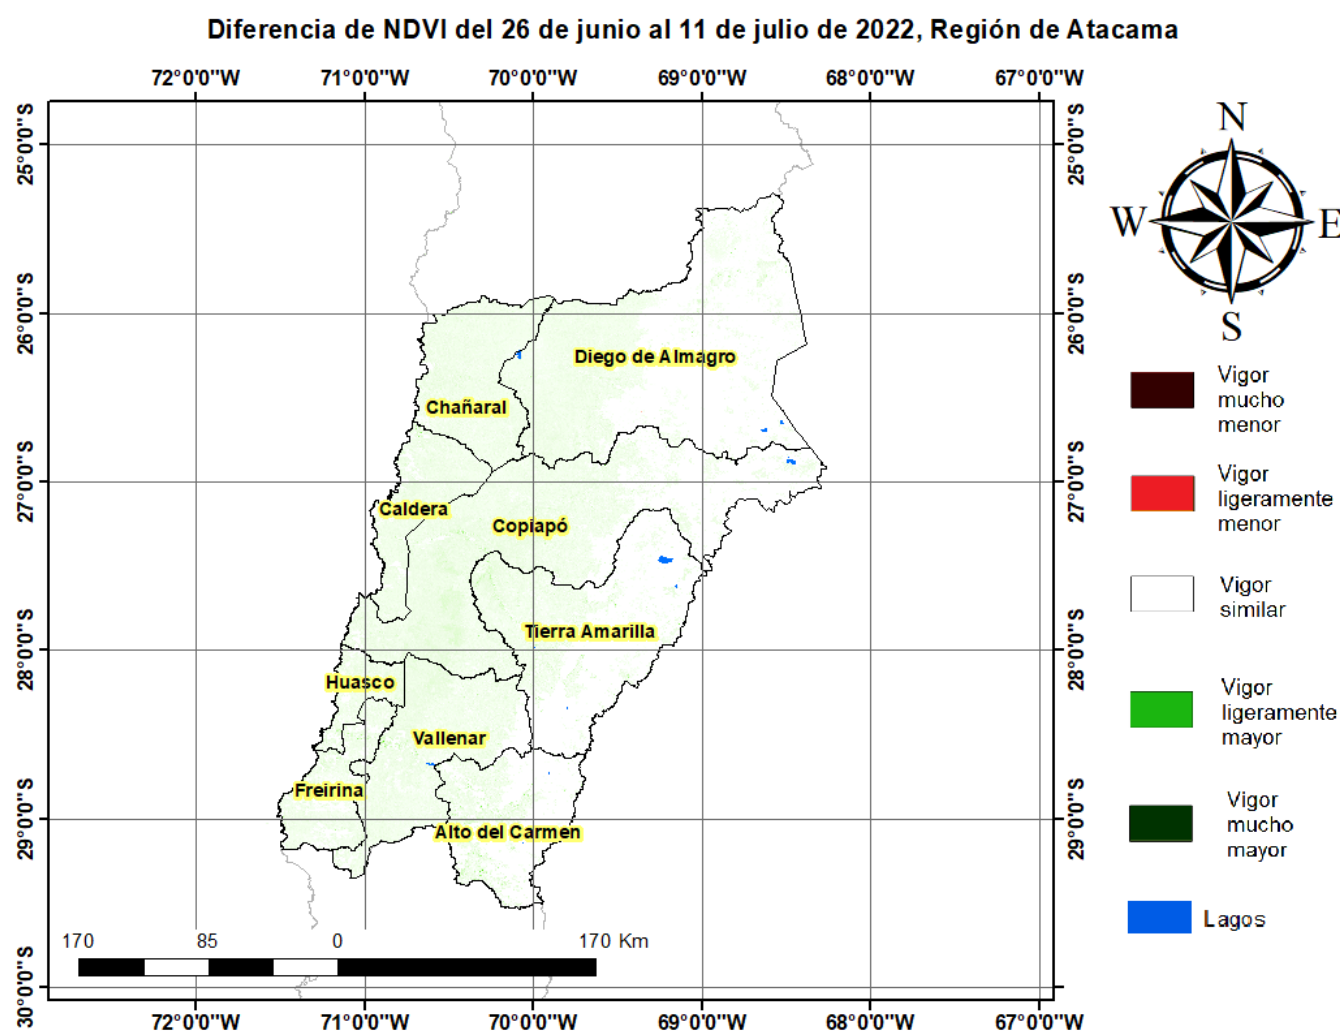 Diferencia de NDVI del 26 de junio al 11 de julio de 2022, Región de Atacama
72°0'0"W 71°0'0"W 70°0'0"W 69°0'0"W 68°0'0"W 67°0'0"W
25°0'0"S 25°0'0"S
26°0'0"S 26°0'0"S
27°0'0"S 27°0'0"S
28°0'0"S 28°0'0"S
29°0'0"S 29°0'0"S
30°0'0"S
Diego de Almagro
Chañaral
Caldera
Copiapó
Tierra Amarilla
Huasco
Vallenar
Freirina
Alto del Carmen
170 85 0 170 Km
72°0'0"W 71°0'0"W 70°0'0"W 69°0'0"W 68°0'0"W 67°0'0"W
N
W E
S
Vigor
mucho
menor
Vigor
ligeramente
menor
Vigor
similar
Vigor
ligeramente
mayor
Vigor
mucho
mayor
Lagos